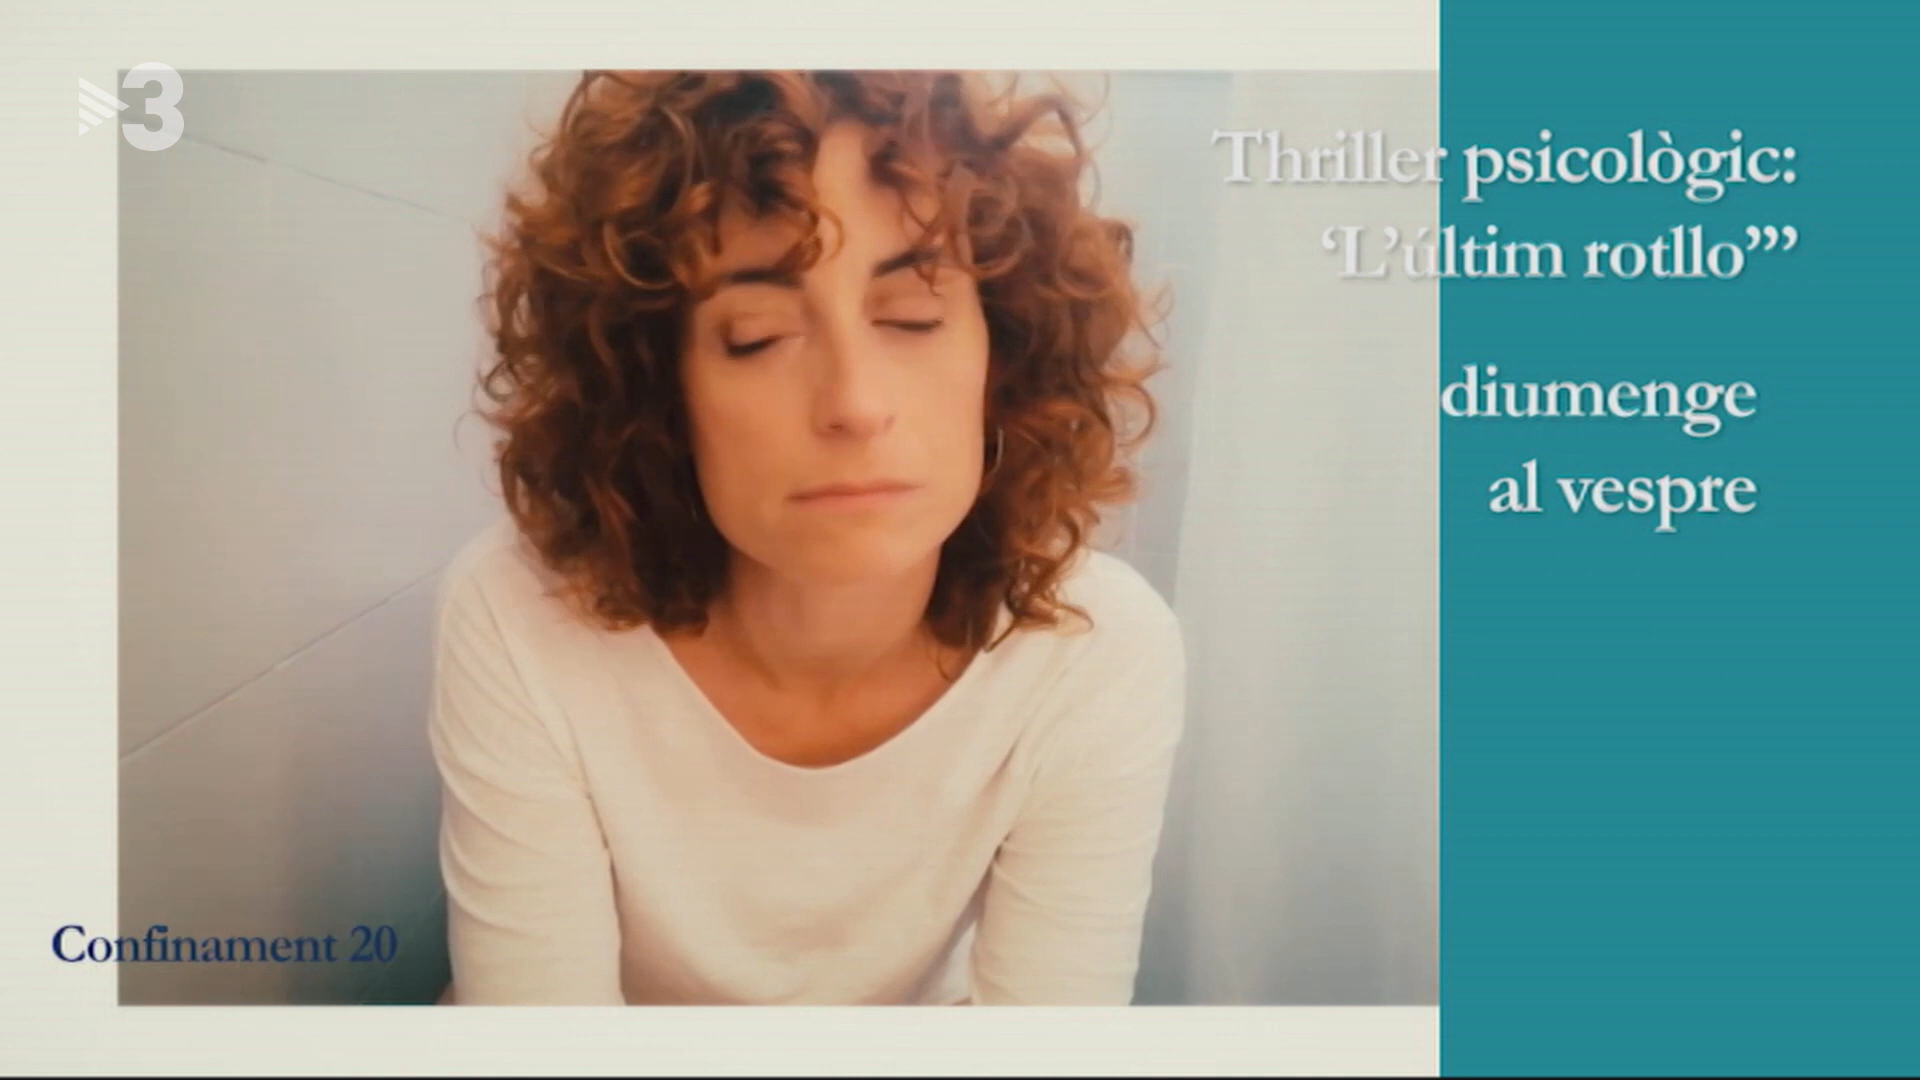 3
Thriller psicològic:
‘L’últim rotllo’”
diumenge
al vespre
Confinament 20